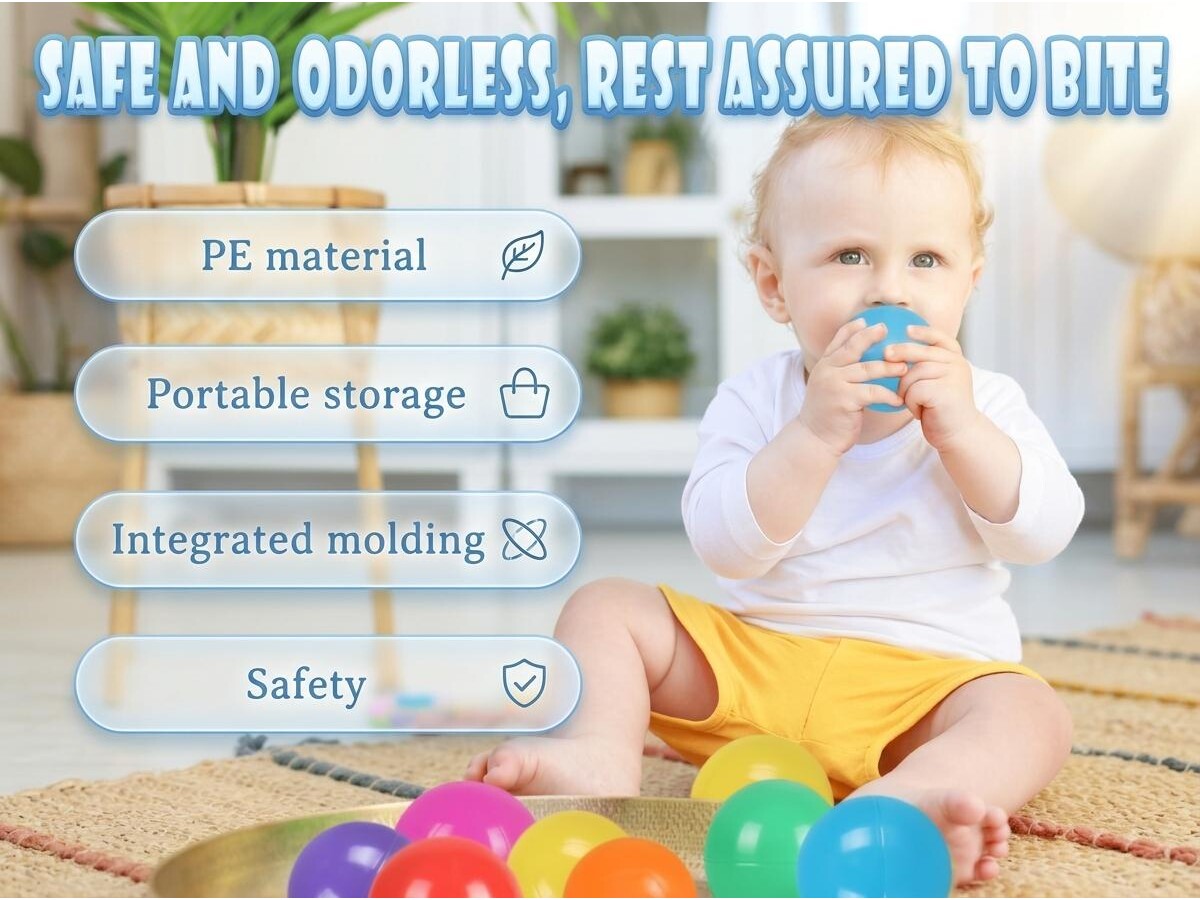 SAFE AND ODORLESS, REST ASSURED TO BITE
PE material
Portable storage
Integrated molding
Safety